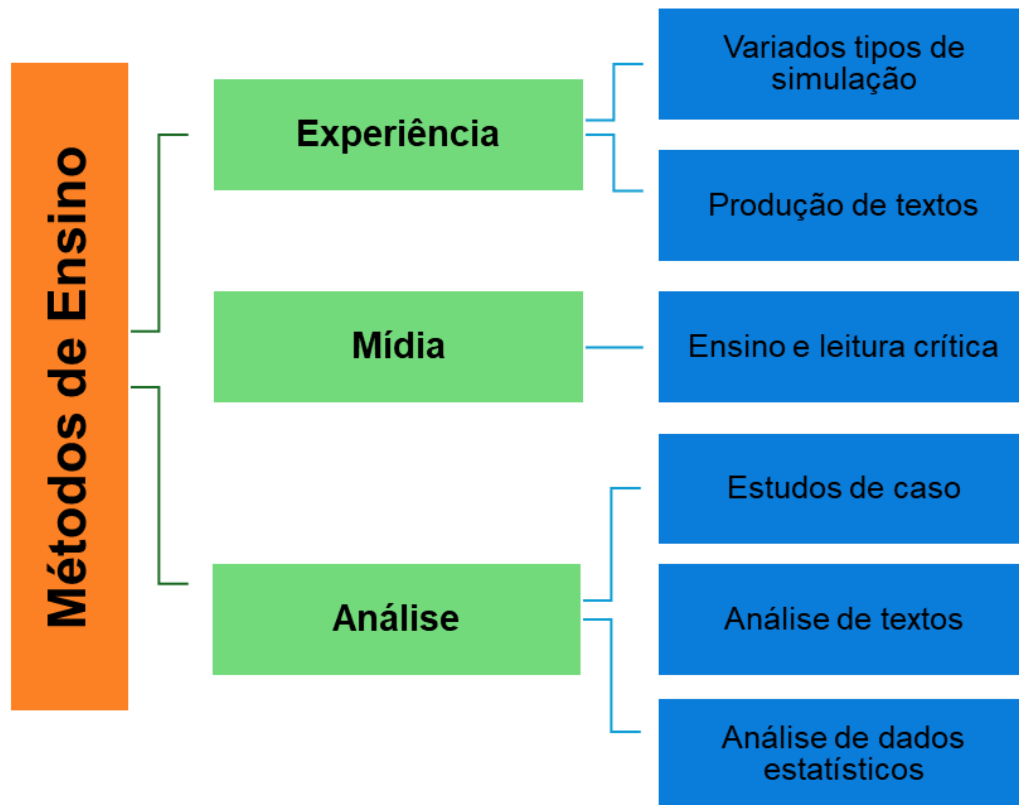 Métodos de Ensino
Experiência
Variados tipos de
simulação
Produção de textos
Mídia
Ensino e leitura crítica
Análise
Estudos de caso
Análise de textos
Análise de dados
estatísticos